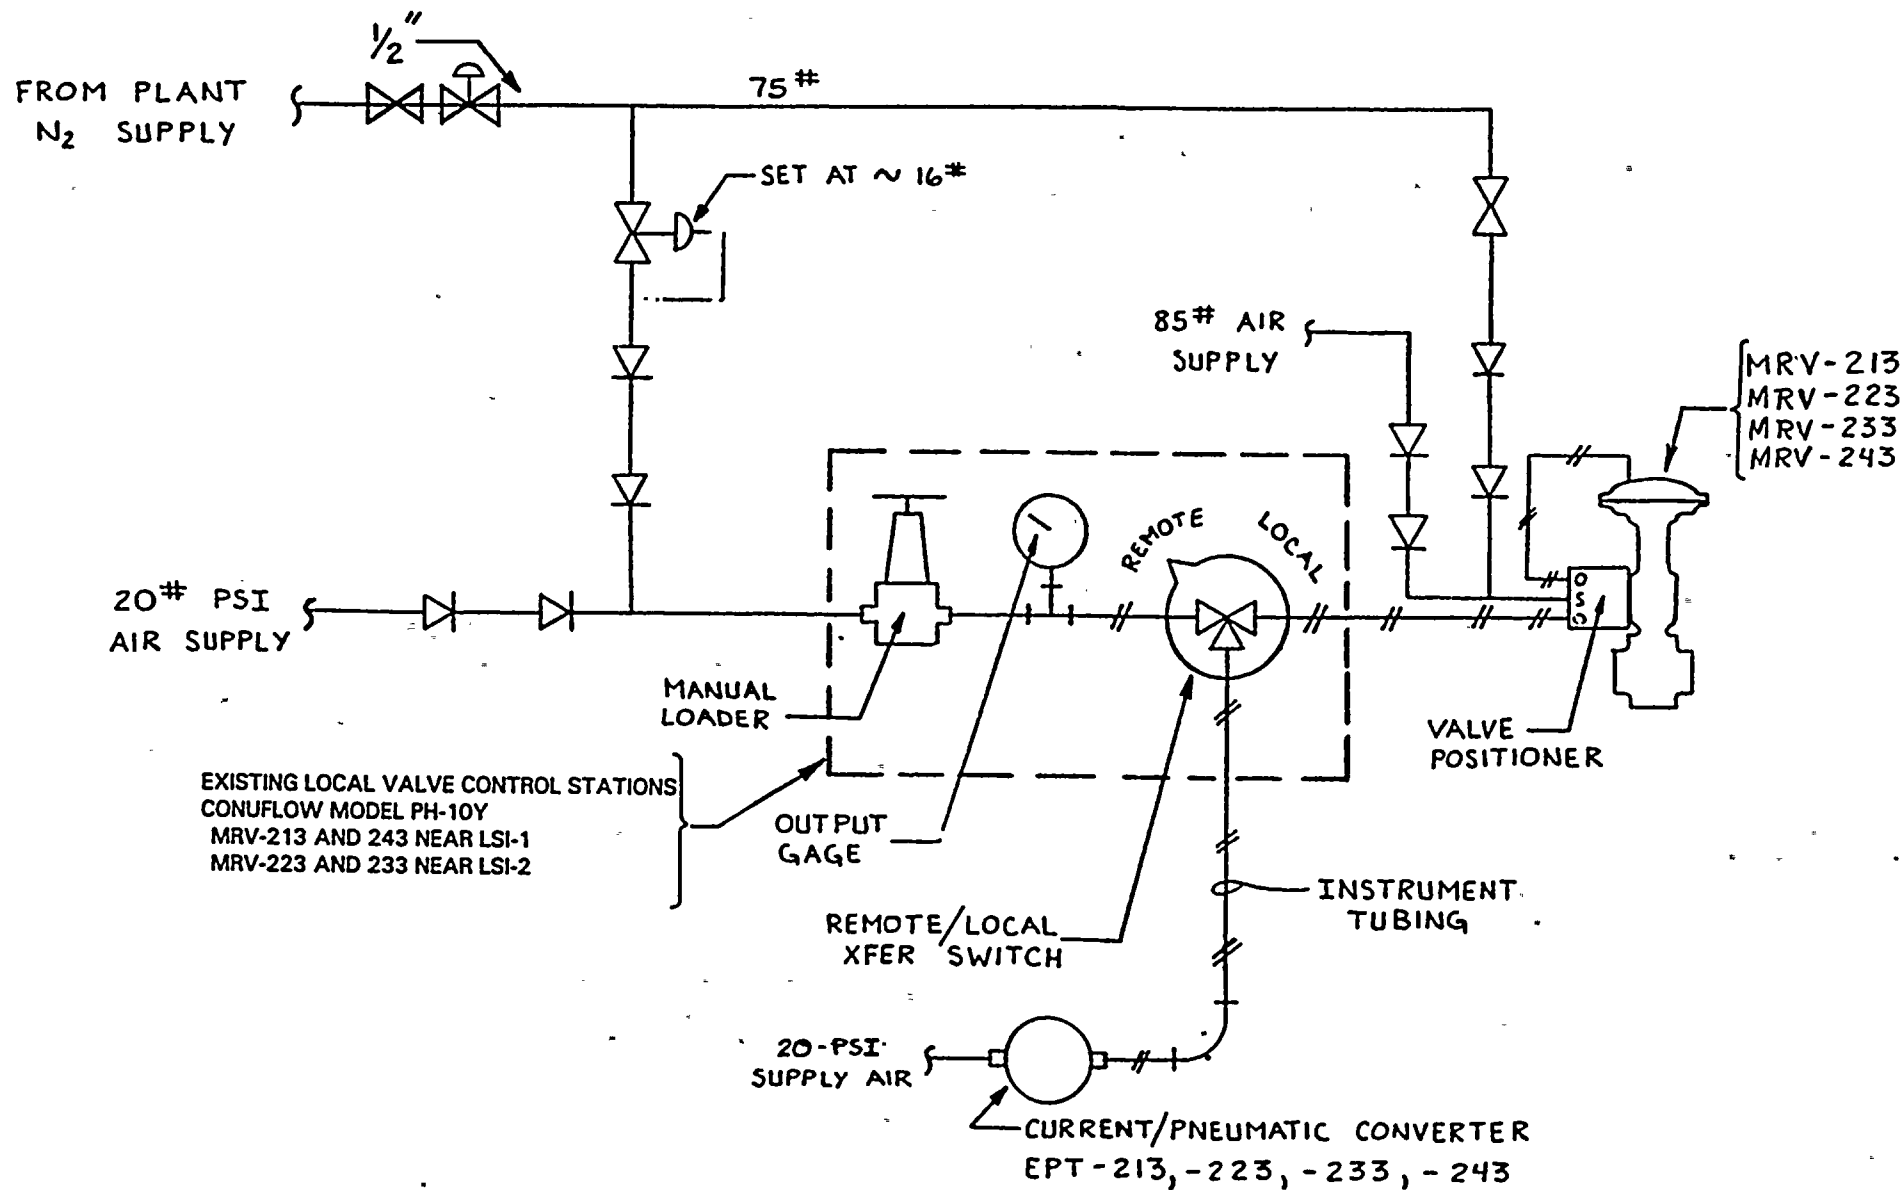 1/2"
FROM PLANT
N2 SUPPLY
75#
SET AT ~ 16#
85# AIR
SUPPLY
MRV-213
MRV-223
MRV-233
MRV-243
REMOTE
LOCAL
20# PSI
AIR SUPPLY
O
S
C
MANUAL
LOADER
VALVE
POSITIONER
EXISTING LOCAL VALVE CONTROL STATIONS
CONUFLOW MODEL PH-10Y
MRV-213 AND 243 NEAR LSI-1
MRV-223 AND 233 NEAR LSI-2
OUTPUT
GAGE
REMOTE/LOCAL
XFER SWITCH
INSTRUMENT
TUBING
20-PSI
SUPPLY AIR
CURRENT/PNEUMATIC CONVERTER
EPT-213, -223, -233, -243